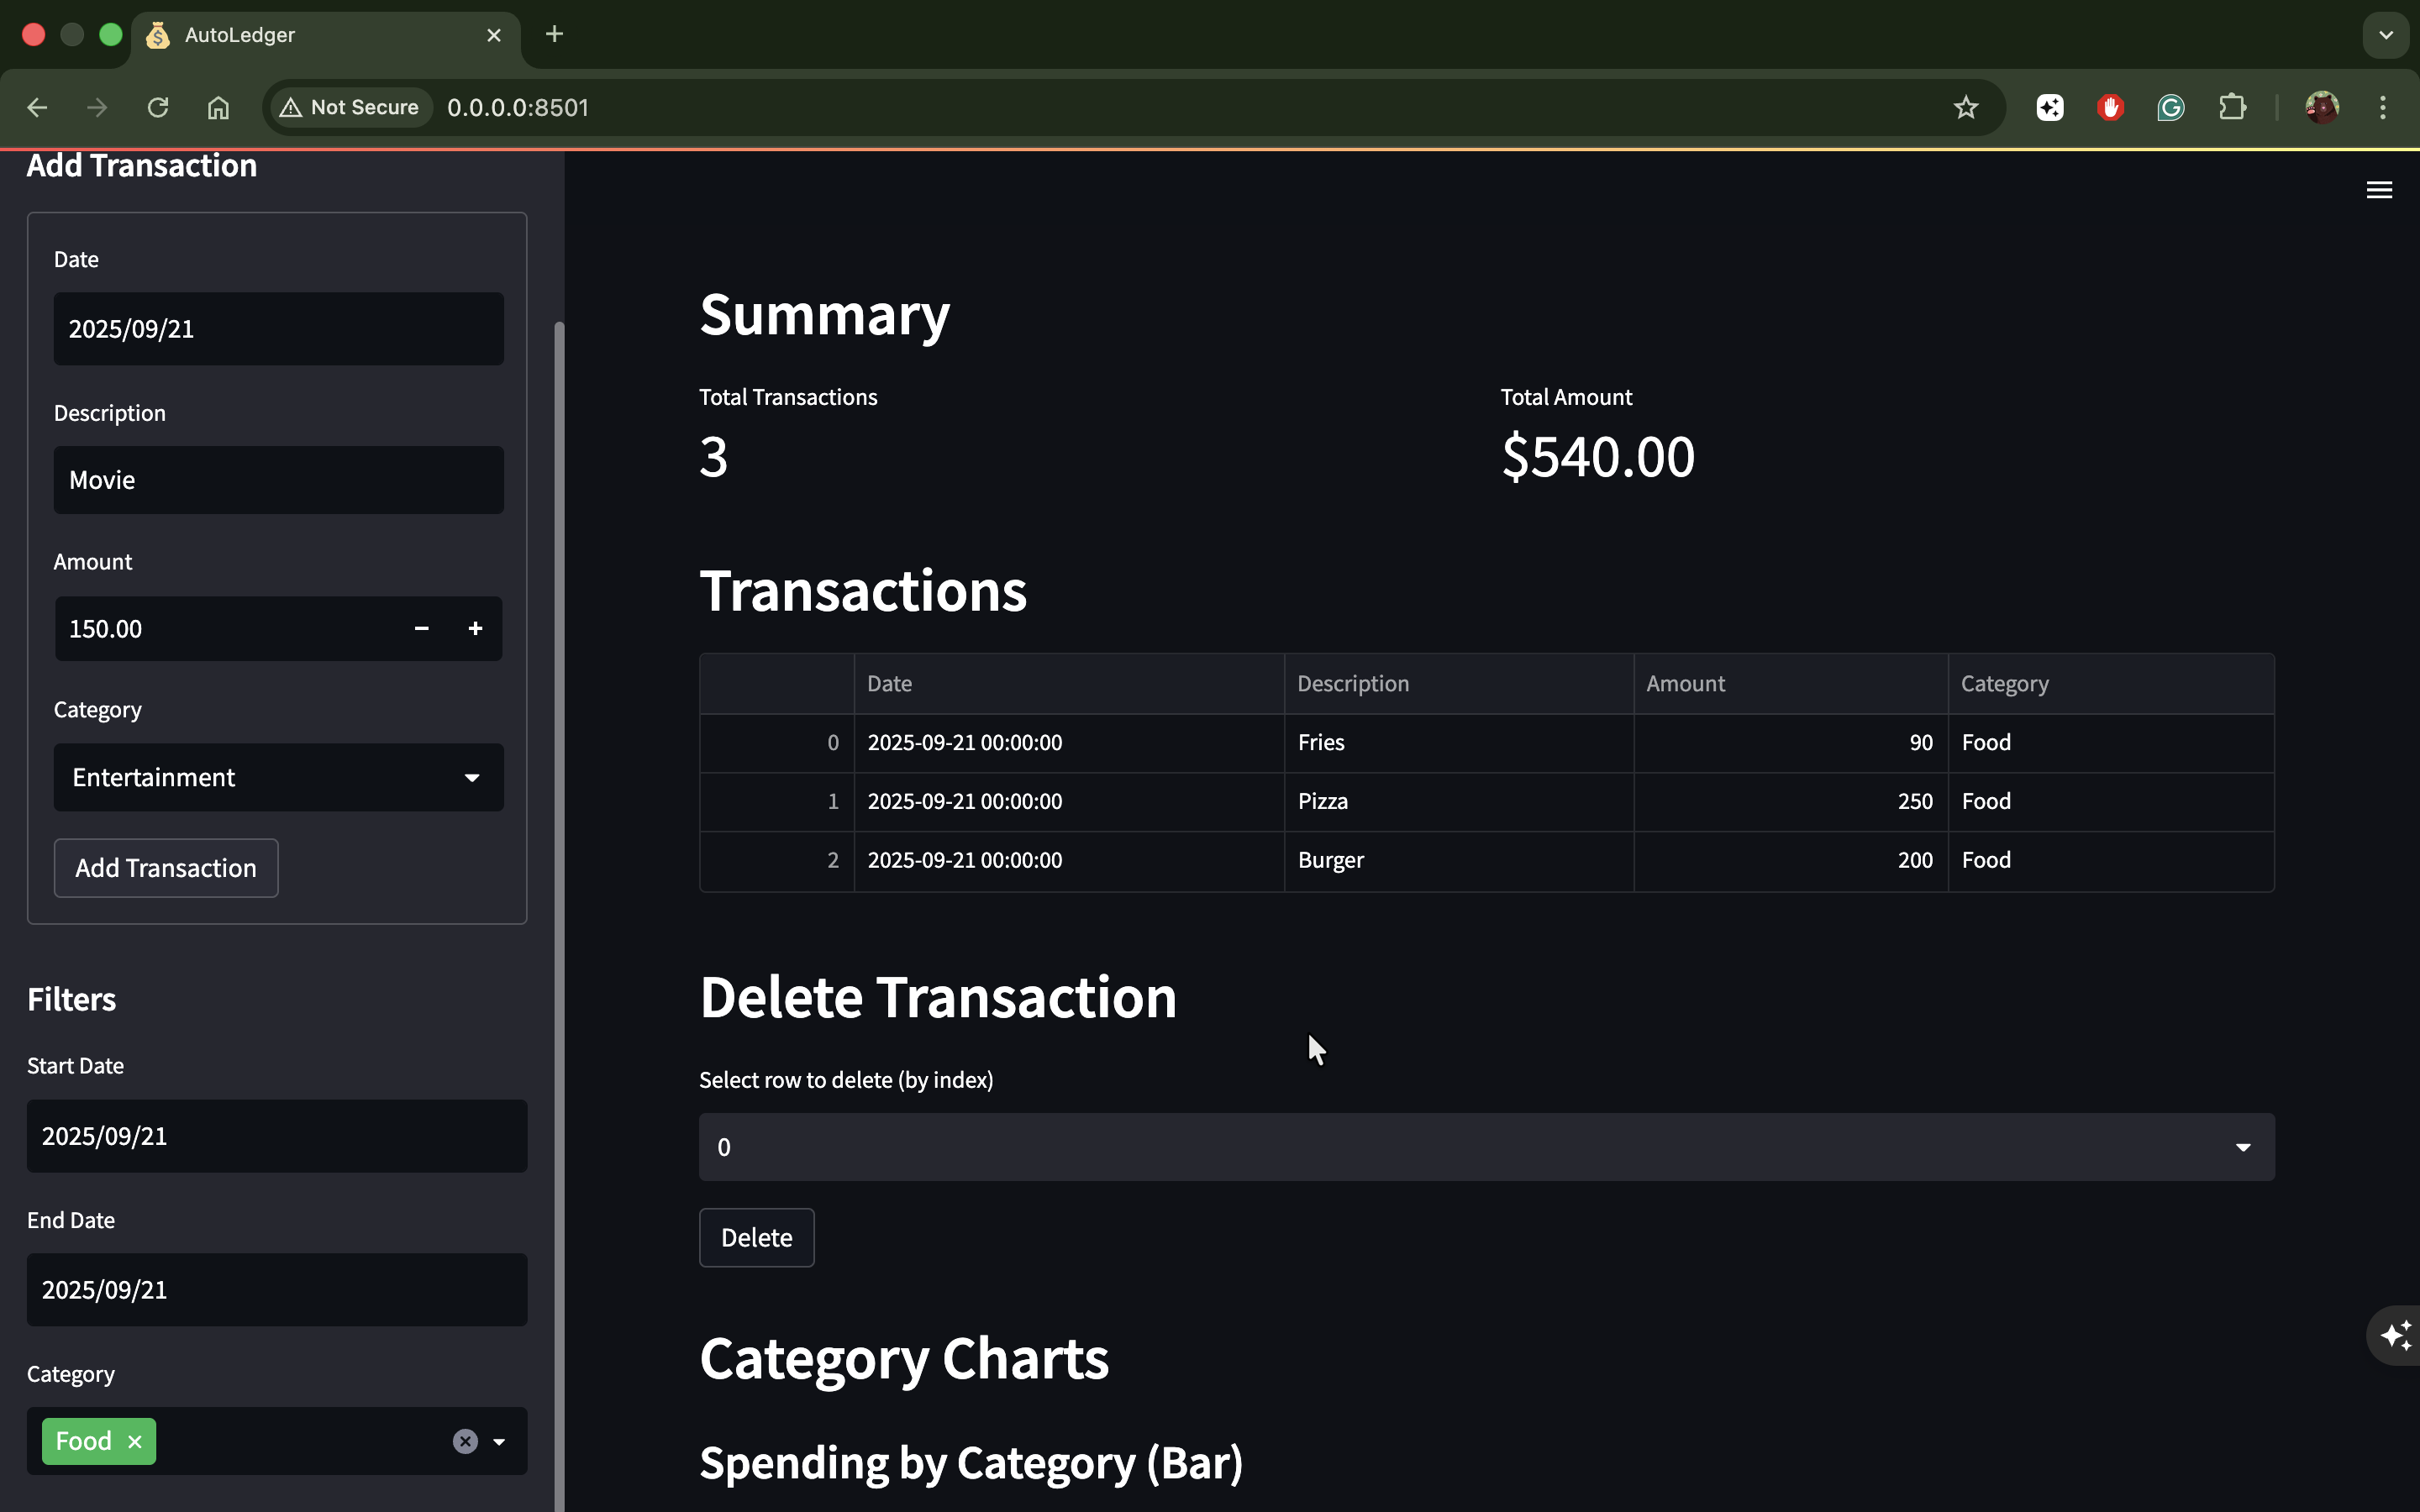 AutoLedger
Not Secure 0.0.0.0:8501
Add Transaction
Date
2025/09/21
Description
Movie
Amount
150.00
Category
Entertainment
Add Transaction
Filters
Start Date
2025/09/21
End Date
2025/09/21
Category
Food
Summary
Total Transactions Total Amount
3 $540.00
Transactions
Date Description Amount Category
0 2025-09-21 00:00:00 Fries 90 Food
1 2025-09-21 00:00:00 Pizza 250 Food
2 2025-09-21 00:00:00 Burger 200 Food
Delete Transaction
Select row to delete (by index)
0
Delete
Category Charts
Spending by Category (Bar)